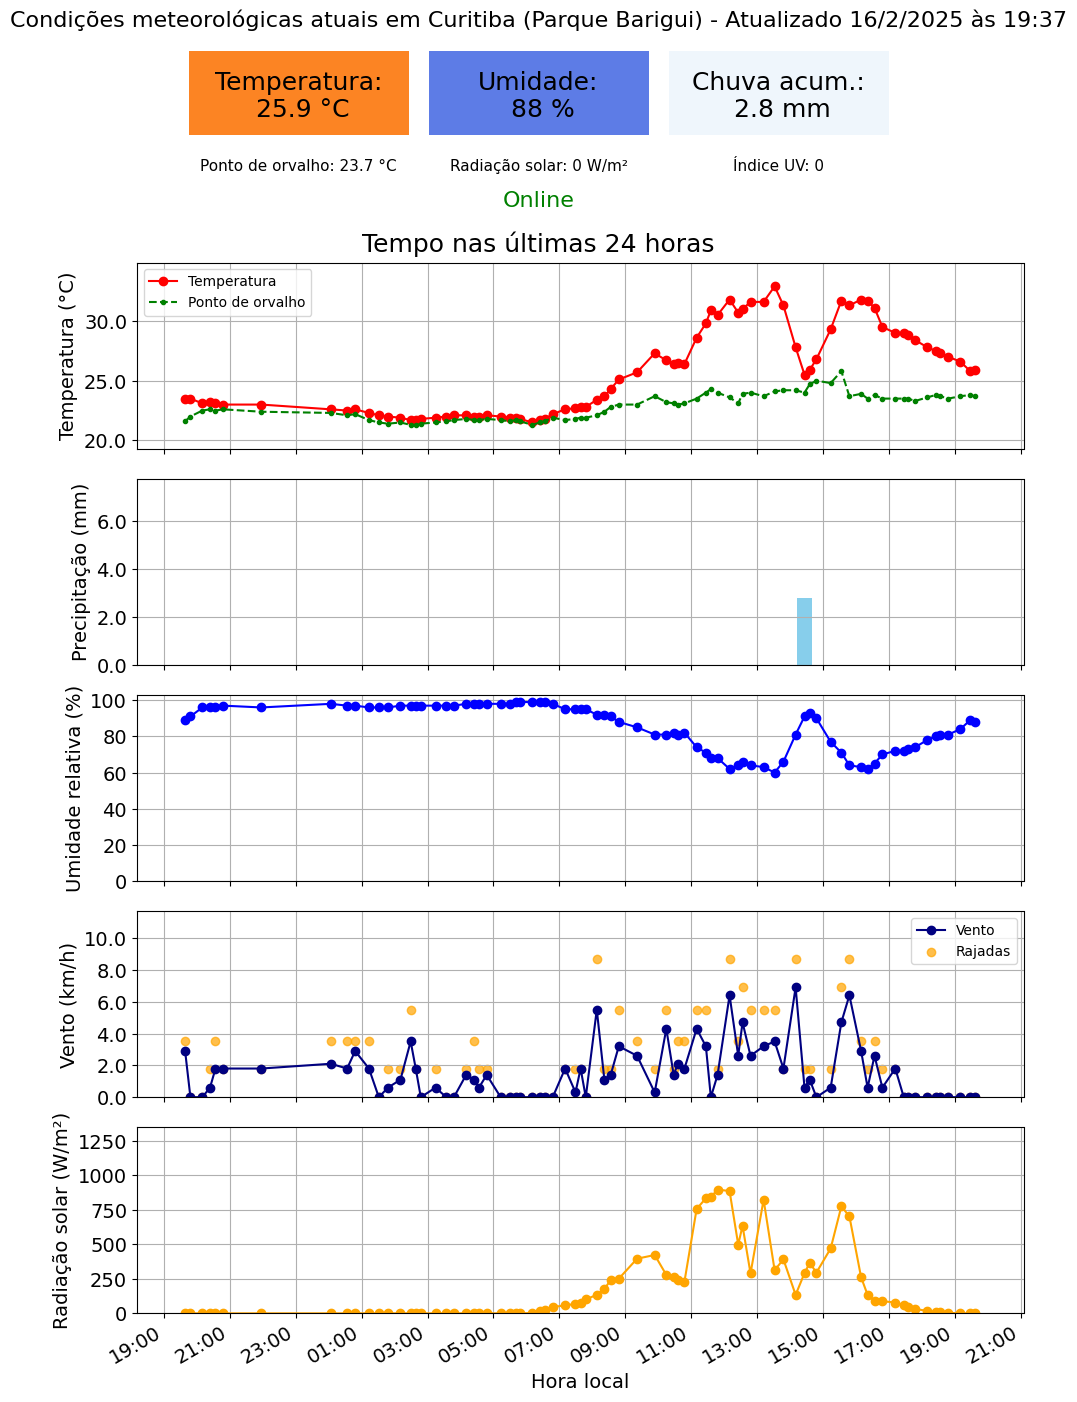 Condições meteorológicas atuais em Curitiba (Parque Barigui) - Atualizado 16/2/2025 às 19:37
Temperatura:
25.9 °C
Umidade:
88 %
Chuva acum.:
2.8 mm
Ponto de orvalho: 23.7 °C
Radiação solar: 0 W/m²
Índice UV: 0
Online
Tempo nas últimas 24 horas
Temperatura (°C)
30.0
25.0
20.0
Temperatura
Ponto de orvalho
Precipitação (mm)
6.0
4.0
2.0
0.0
Umidade relativa (%)
100
80
60
40
20
0
Vento (km/h)
10.0
8.0
6.0
4.0
2.0
0.0
Vento
Rajadas
Radiação solar (W/m²)
1250
1000
750
500
250
0
19:00
21:00
23:00
01:00
03:00
05:00
07:00
09:00
11:00
13:00
15:00
17:00
19:00
21:00
Hora local